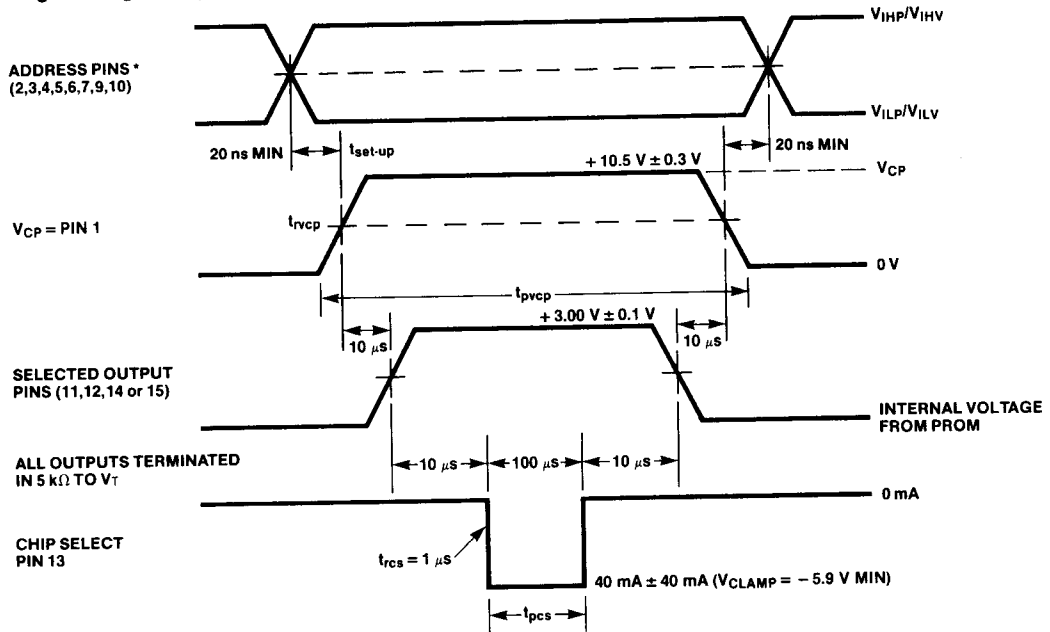 VIHP/VIHV
ADDRESS PINS *
(2,3,4,5,6,7,9,10)
VILP/VILV
20 ns MIN
tset-up
20 ns MIN
+ 10.5 V ± 0.3 V
VCP
trvcp
VCP = PIN 1
0 V
tpvcp
+ 3.00 V ± 0.1 V
10 μs
10 μs
SELECTED OUTPUT
PINS (11,12,14 or 15)
INTERNAL VOLTAGE
FROM PROM
ALL OUTPUTS TERMINATED
IN 5 kΩ TO VT
10 μs
100 μs
10 μs
0 mA
CHIP SELECT
PIN 13
trcs = 1 μs
40 mA ± 40 mA (VCLAMP = – 5.9 V MIN)
tpcs